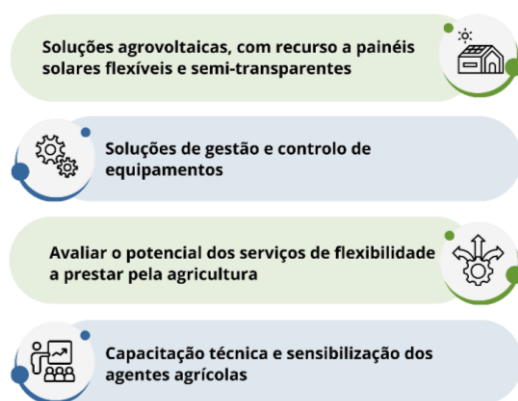 Soluções agrovoltaicas, com recurso a painéis
solares flexíveis e semi-transparentes
Soluções de gestão e controlo de
equipamentos
Avaliar o potencial dos serviços de flexibilidade
a prestar pela agricultura
Capacitação técnica e sensibilização dos
agentes agrícolas